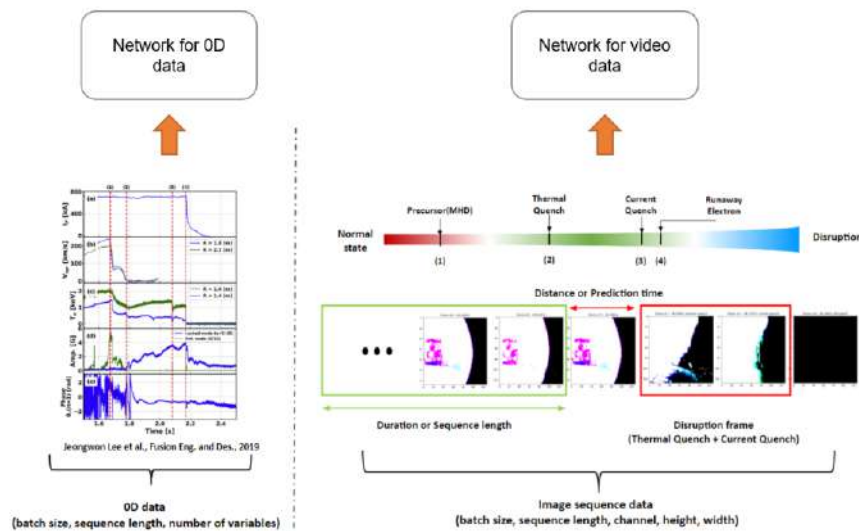 Network for 0D
data
Network for video
data
(a)
(b)
(c)
(d)
Time [s]
Jeongwon Lee et al., Fusion Eng. and Des., 2019
0D data
(batch size, sequence length, number of variables)
Precursor(MHD)
Thermal
Quench
Current
Quench
Runaway
Electron
Normal
state
Disruption
(1)
(2)
(3)
(4)
Distance or Prediction time
Duration or Sequence length
Disruption frame
(Thermal Quench + Current Quench)
Image sequence data
(batch size, sequence length, channel, height, width)